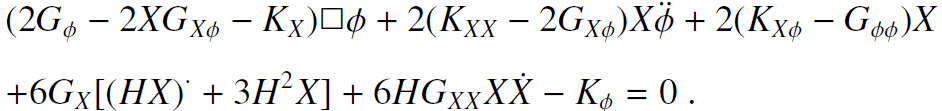 (2G_ϕ − 2XG_{Xϕ} − K_X)□ϕ + 2(K_{XX} − 2G_{Xϕ})Xϕ̈ + 2(K_{Xϕ} − G_{ϕϕ})X
+6G_X[(HX)˙ + 3H²X] + 6HG_{XX}XẊ − K_ϕ = 0 .